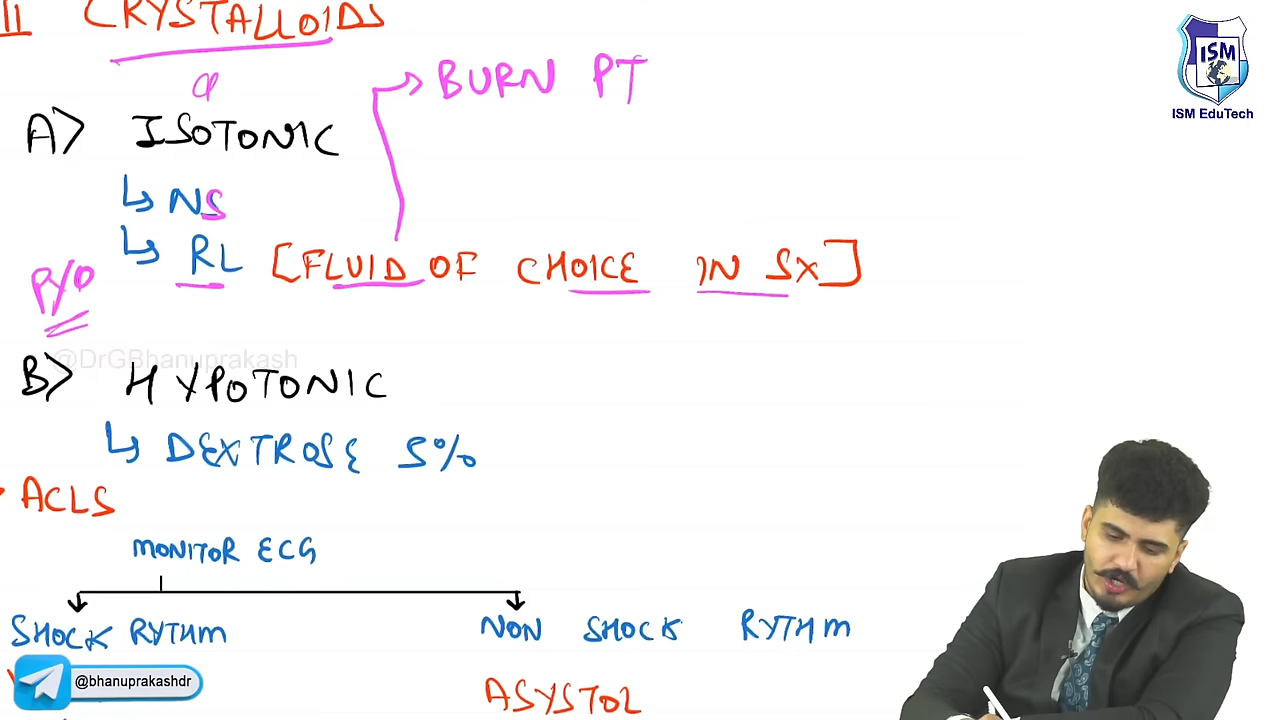 II CRYSTALLOIDS
BURN PT
A> ISOTONIC
↳ NS
↳ RL [FLUID OF CHOICE IN SX]
P/O
@DrGBhanuprakash
B> HYPOTONIC
↳ DEXTROSE 5%
ACLS
MONITOR ECG
SHOCK RYTHM
NON SHOCK RYTHM
ASYSTOL
@bhanuprakashdr
ISM
ISM EduTech